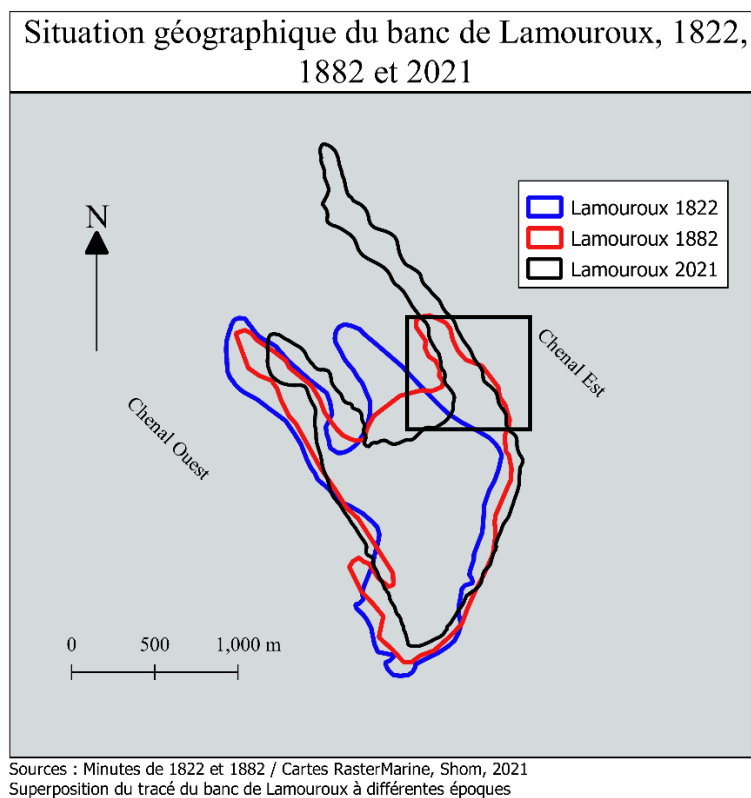 Situation géographique du banc de Lamouroux, 1822,
1882 et 2021
N
Lamouroux 1822
Lamouroux 1882
Lamouroux 2021
Chenal Est
Chenal Ouest
0 500 1,000 m
Sources : Minutes de 1822 et 1882 / Cartes RasterMarine, Shom, 2021
Superposition du tracé du banc de Lamouroux à différentes époques